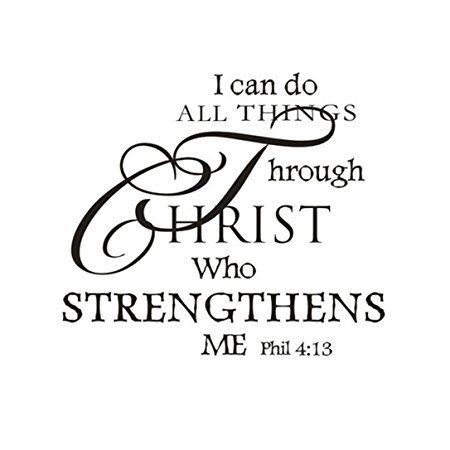 I can do
ALL THINGS
Through
CHRIST
Who
STRENGTHENS
ME Phil 4:13